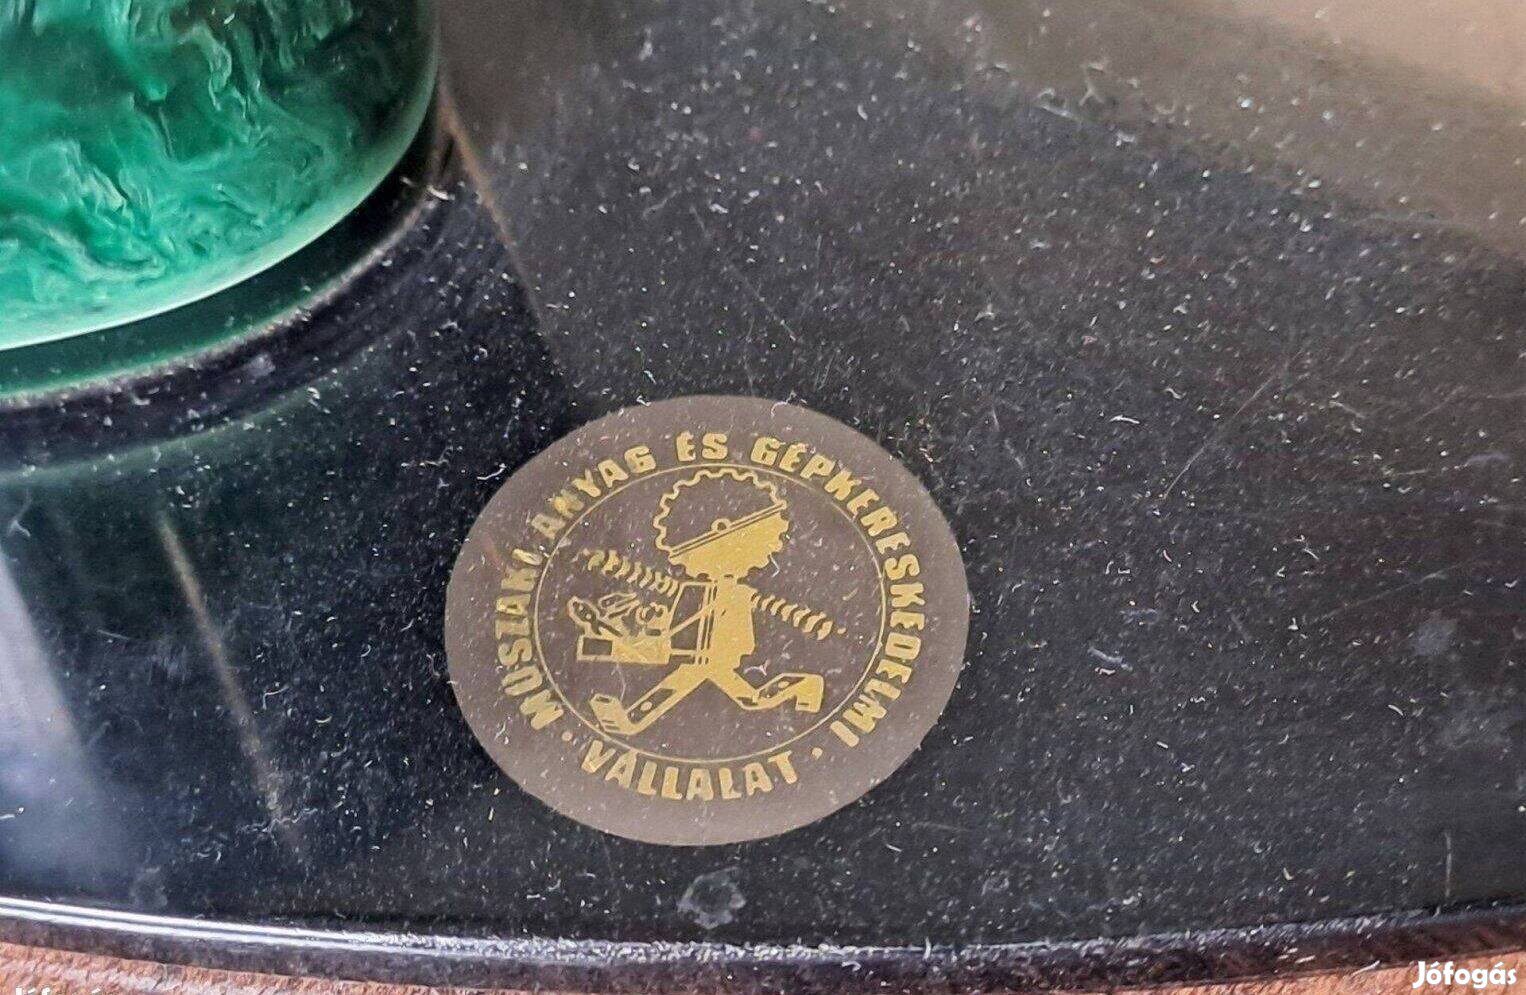 MŰSZAKI ANYAG ÉS GÉPKERESKEDELMI
· VÁLLALAT ·
Jófogás